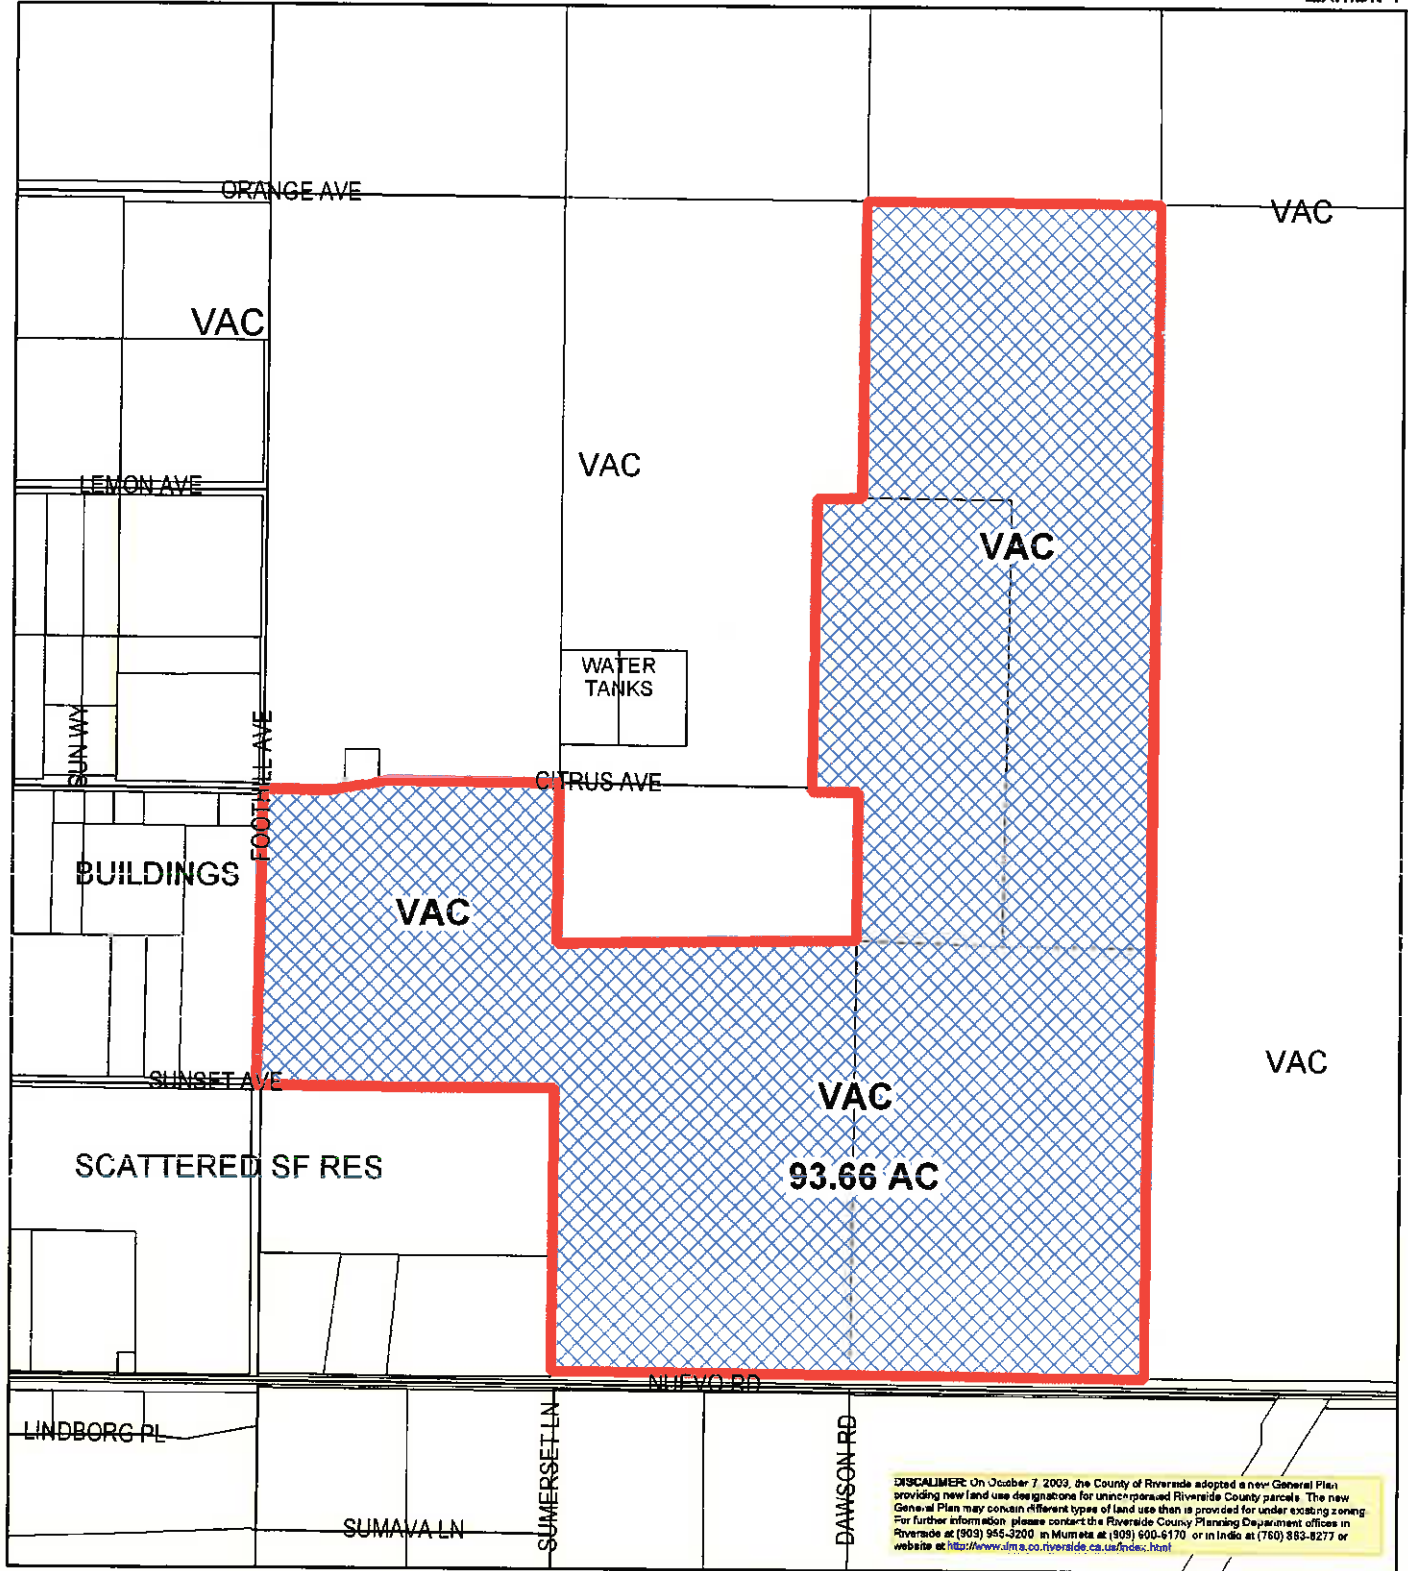 ORANGE AVE
VAC
VAC
VAC
LEMON AVE
VAC
WATER
TANKS
SUN WY
FOOTHILL AVE
CITRUS AVE
BUILDINGS
VAC
VAC
SUNSET AVE
VAC
SCATTERED SF RES
93.66 AC
NUEVO RD
LINDBORG PL
SUMERSET LN
DAWSON RD
SUMAVA LN
DISCALIMER: On October 7, 2003, the County of Riverside adopted a new General Plan
providing new land use designations for unincorporated Riverside County parcels. The new
General Plan may contain different types of land use than is provided for under existing zoning.
For further information, please contact the Riverside County Planning Department offices in
Riverside at (909) 955-3200, in Murrieta at (909) 600-6170, or in Indio at (760) 863-8277 or
website at http://www.tlma.co.riverside.ca.us/index.html